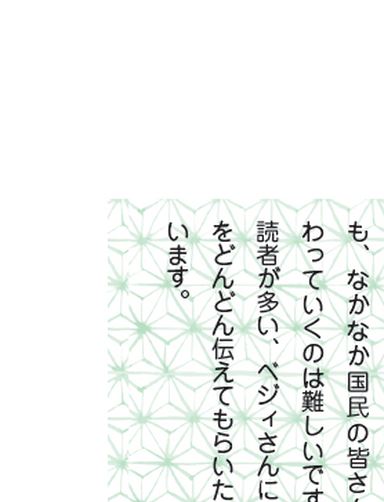 も、なかなか国民の皆さ
わっていくのは難しいです
読者が多い、ベジィさんに
をどんどん伝えてもらいた
います。